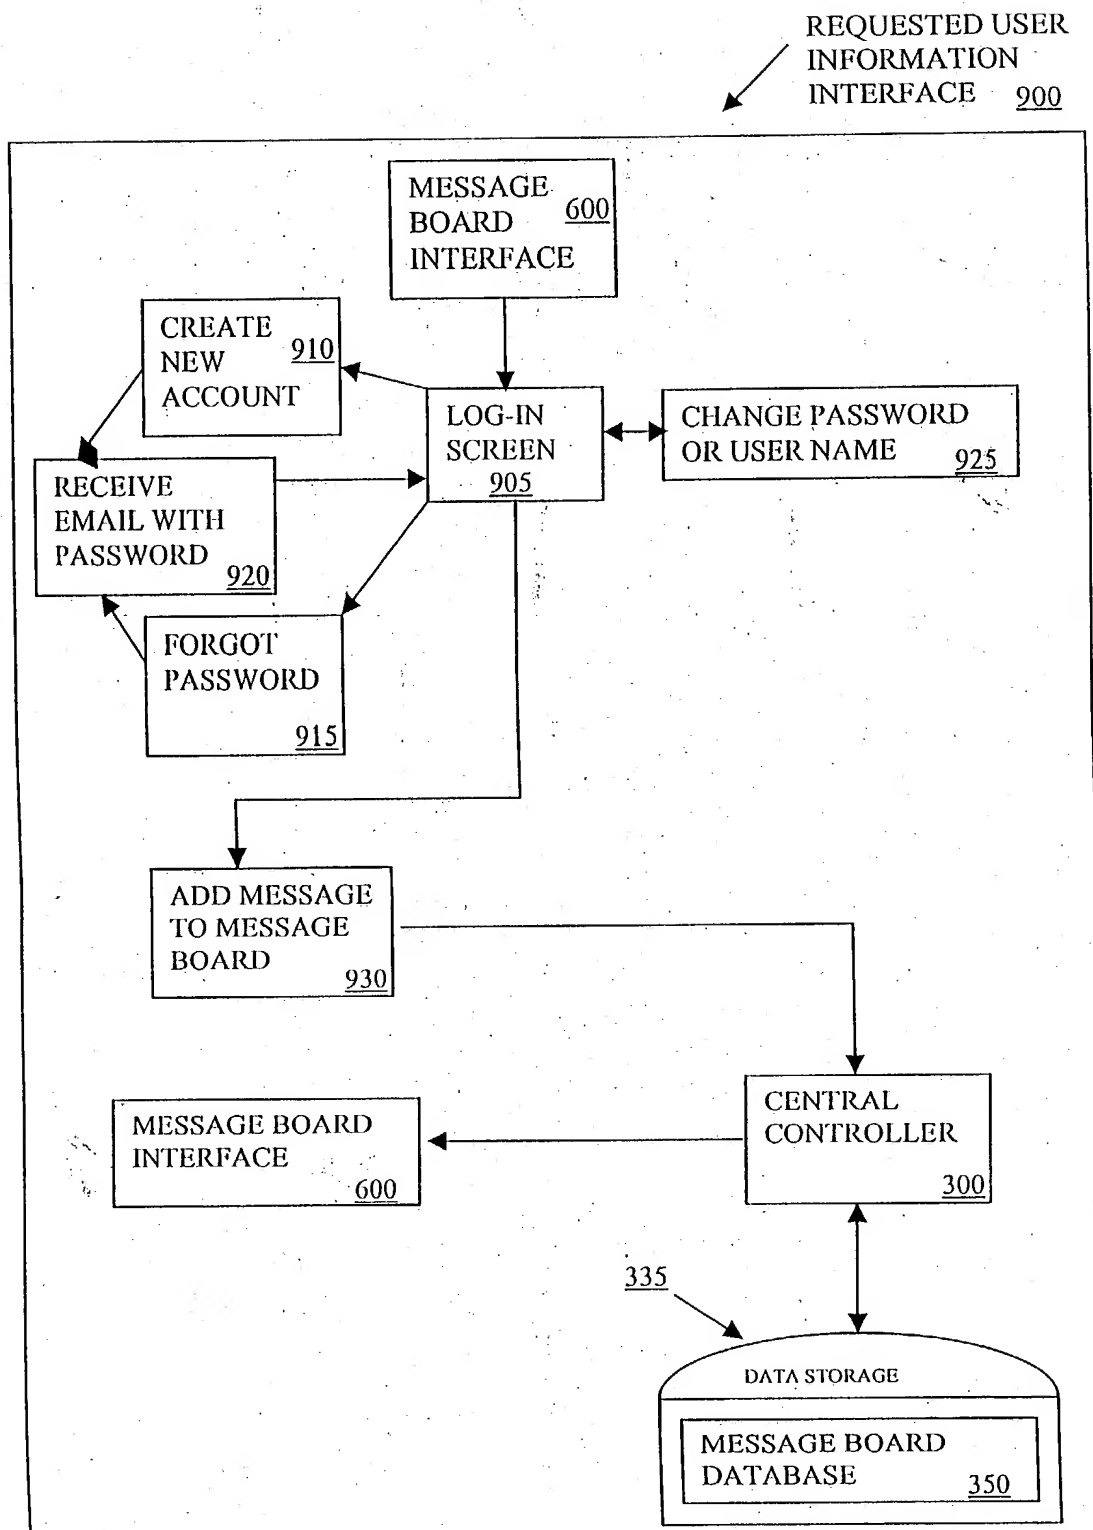 REQUESTED USER
INFORMATION
INTERFACE 900
MESSAGE
BOARD 600
INTERFACE
CREATE
NEW 910
ACCOUNT
LOG-IN
SCREEN
905
CHANGE PASSWORD
OR USER NAME 925
RECEIVE
EMAIL WITH
PASSWORD
920
FORGOT
PASSWORD
915
ADD MESSAGE
TO MESSAGE
BOARD 930
CENTRAL
CONTROLLER
300
MESSAGE BOARD
INTERFACE
600
335
DATA STORAGE
MESSAGE BOARD
DATABASE 350